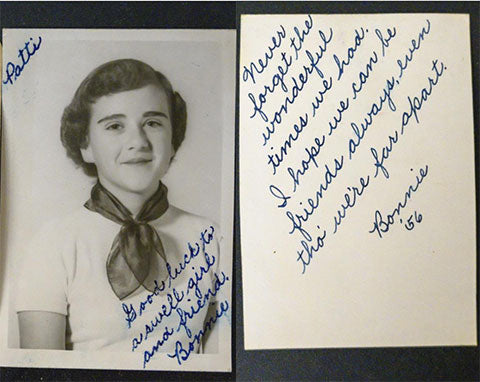 Patti
Good luck to
a swell girl
and friend.
Bonnie
Never
forget the
wonderful
times we had.
I hope we can be
friends always, even
tho' we're far apart.
Bonnie
'56